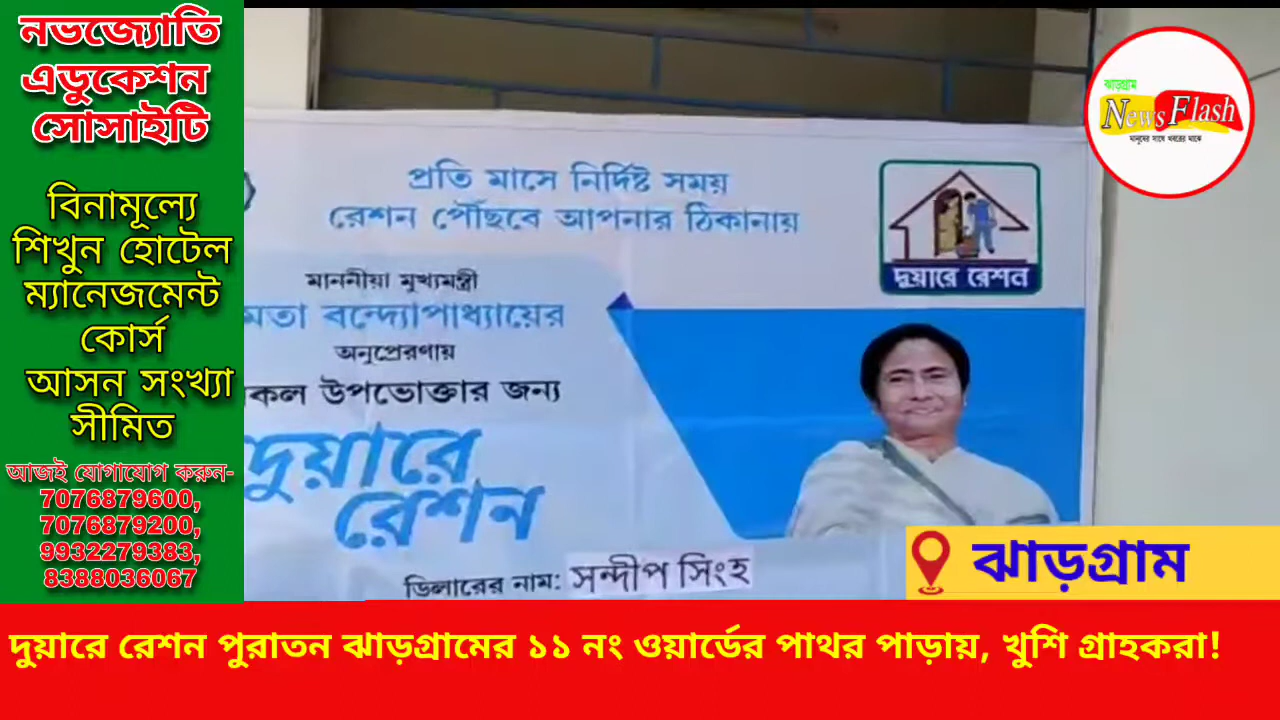 নভজ্যোতি
এডুকেশন
সোসাইটি
বিনামূল্যে
শিখুন হোটেল
ম্যানেজমেন্ট
কোর্স
আসন সংখ্যা
সীমিত
আজই যোগাযোগ করুন-
7076879600,
7076879200,
9932279383,
8388036067
প্রতি মাসে নির্দিষ্ট সময়
রেশন পৌঁছবে আপনার ঠিকানায়
মাননীয়া মুখ্যমন্ত্রী
মতা বন্দ্যোপাধ্যায়ের
অনুপ্রেরণায়
কল উপভোক্তার জন্য
দুয়ারে
রেশন
ডিলারের নাম: সন্দীপ সিংহ
দুয়ারে রেশন
ঝাড়গ্রাম
News Flash
মানুষের সাথে খবরের মাঝে
ঝাড়গ্রাম
দুয়ারে রেশন পুরাতন ঝাড়গ্রামের ১১ নং ওয়ার্ডের পাথর পাড়ায়, খুশি গ্রাহকরা!